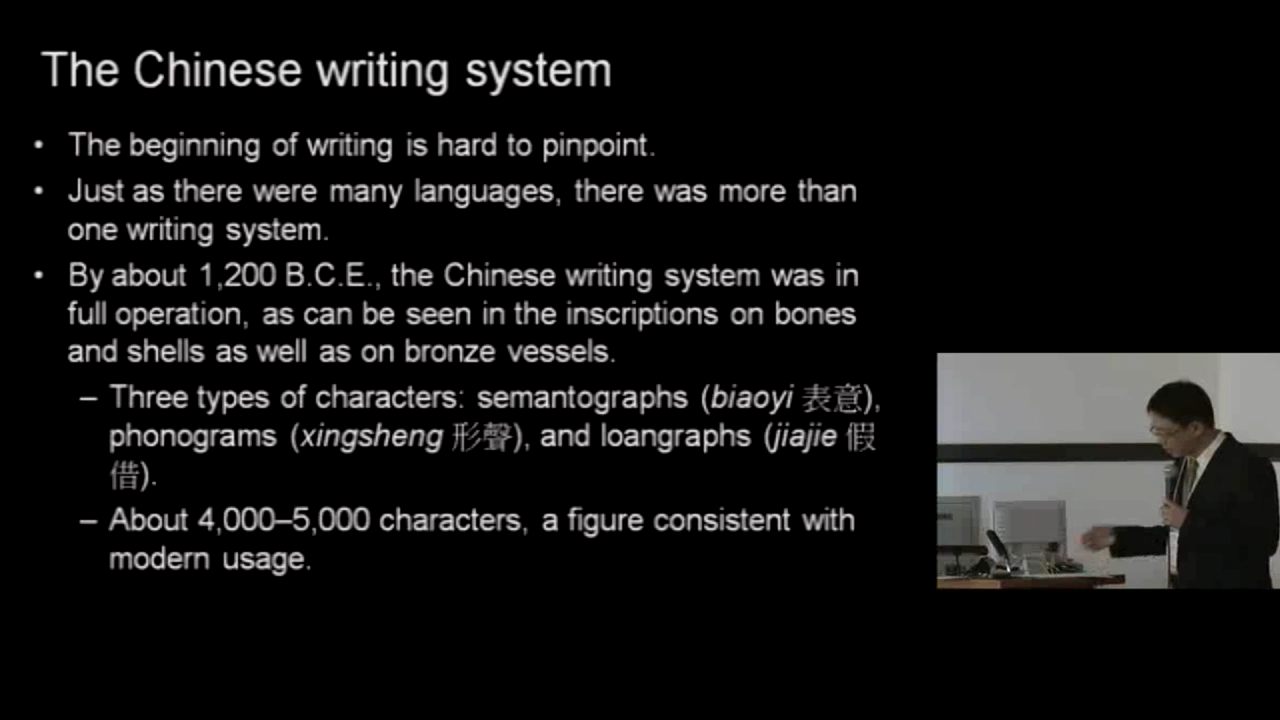 The Chinese writing system
• The beginning of writing is hard to pinpoint.
• Just as there were many languages, there was more than
one writing system.
• By about 1,200 B.C.E., the Chinese writing system was in
full operation, as can be seen in the inscriptions on bones
and shells as well as on bronze vessels.
– Three types of characters: semantographs (biaoyi 表意),
phonograms (xingsheng 形聲), and loangraphs (jiajie 假
借).
– About 4,000–5,000 characters, a figure consistent with
modern usage.